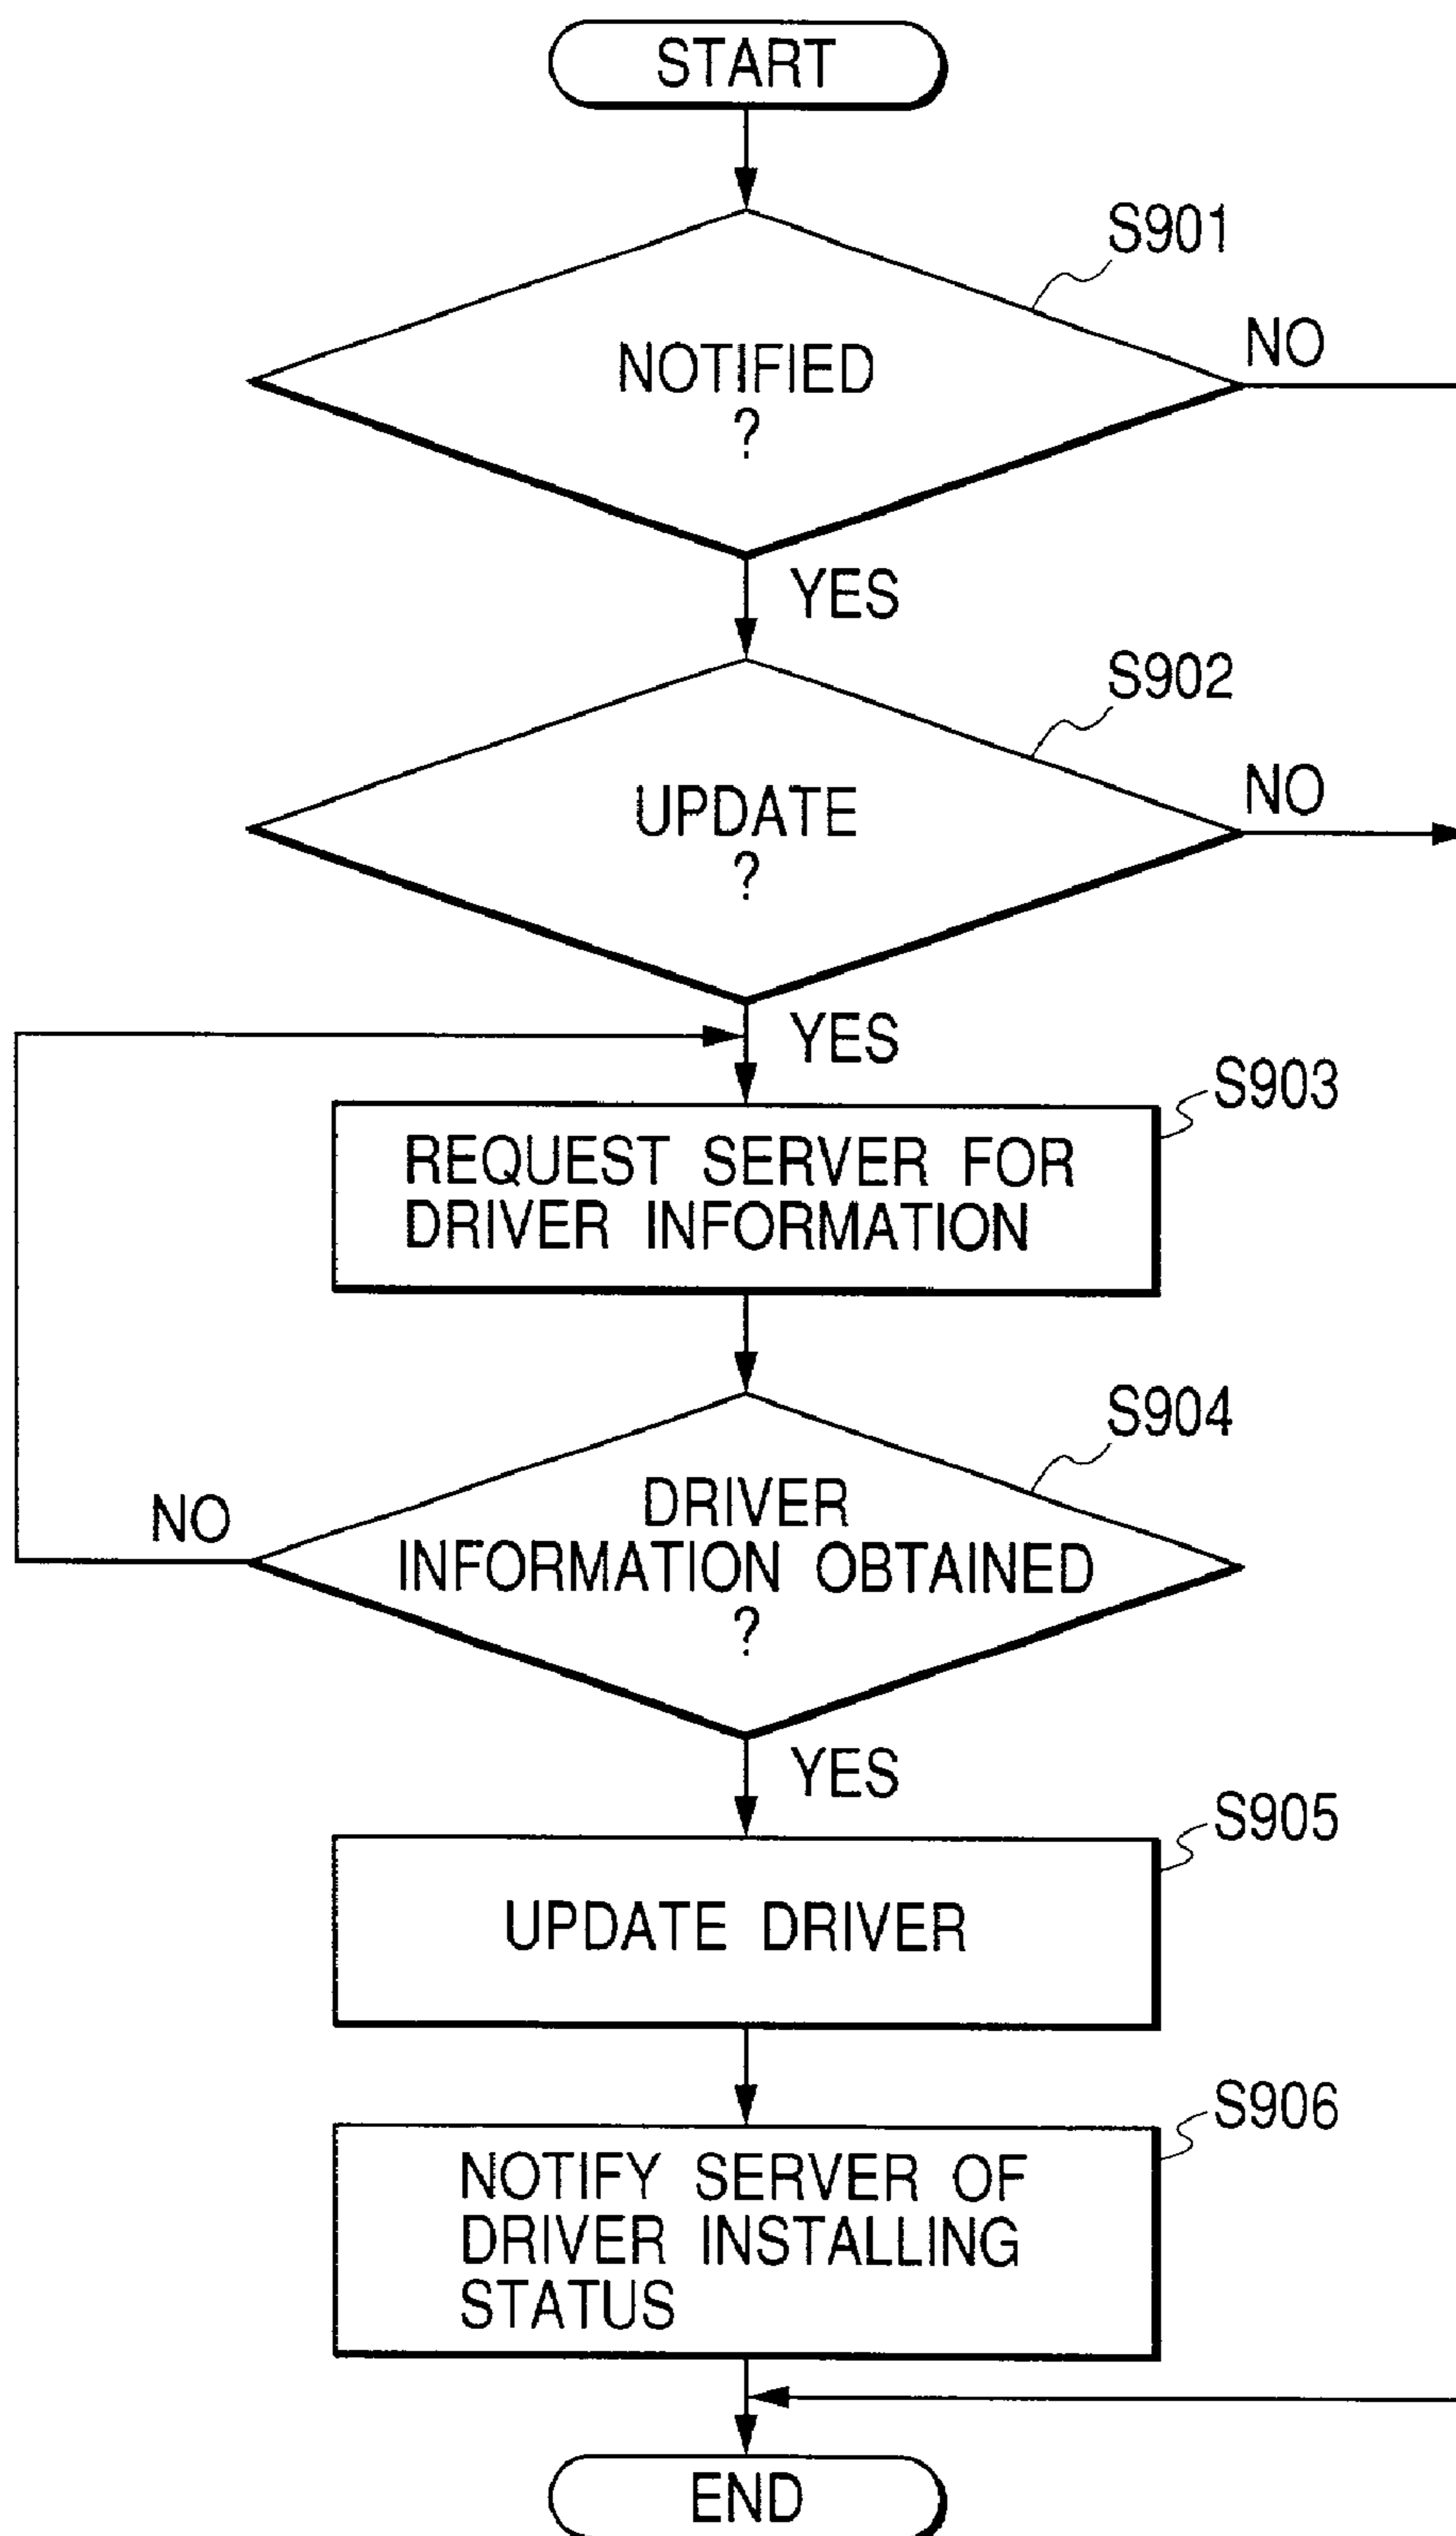 START
S901
NOTIFIED
?
NO
YES
S902
UPDATE
?
NO
YES
S903
REQUEST SERVER FOR
DRIVER INFORMATION
S904
DRIVER
INFORMATION OBTAINED
?
NO
YES
S905
UPDATE DRIVER
S906
NOTIFY SERVER OF
DRIVER INSTALLING
STATUS
END